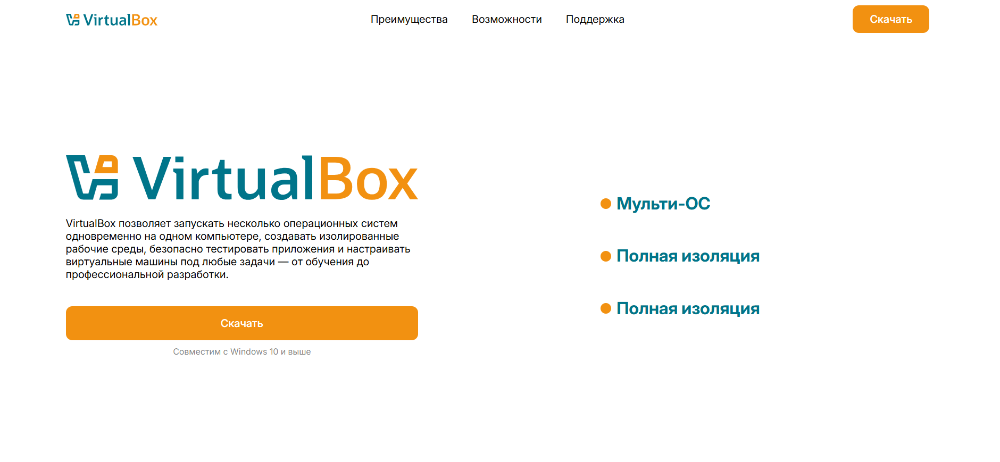 VirtualBox
Преимущества
Возможности
Поддержка
Скачать
VirtualBox
VirtualBox позволяет запускать несколько операционных систем
одновременно на одном компьютере, создавать изолированные
рабочие среды, безопасно тестировать приложения и настраивать
виртуальные машины под любые задачи — от обучения до
профессиональной разработки.
Скачать
Совместим с Windows 10 и выше
Мульти-ОС
Полная изоляция
Полная изоляция